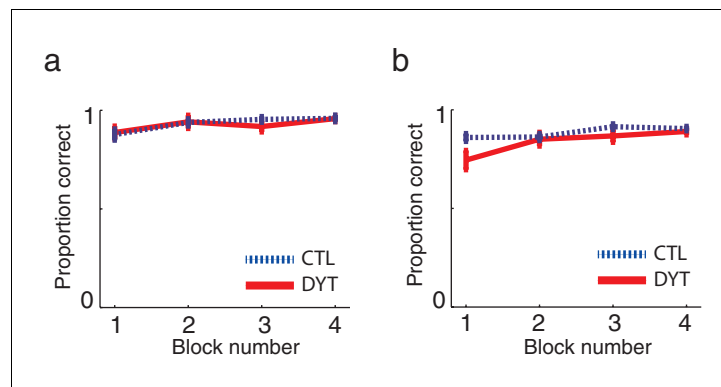 a
1
Proportion correct
0
CTL
DYT
1 2 3 4
Block number
b
1
Proportion correct
0
CTL
DYT
1 2 3 4
Block number